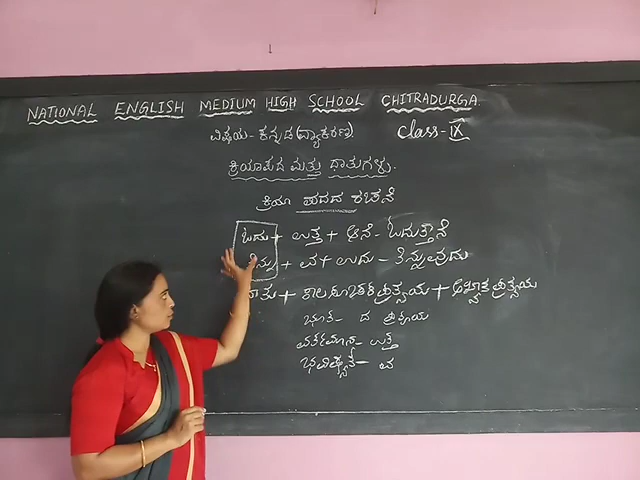 NATIONAL ENGLISH MEDIUM HIGH SCHOOL CHITRADURGA.
ವಿಷಯ - ಕನ್ನಡ (ವ್ಯಾಕರಣ) Class - IX
ಕ್ರಿಯಾಪದ ಮತ್ತು ಧಾತುಗಳು.
ಕ್ರಿಯಾ ಪದದ ರಚನೆ
ಓದು + ಉತ್ತ + ಆನೆ - ಓದುತ್ತಾನೆ
ತಿನ್ನು + ವ + ಉದು - ತಿನ್ನುವುದು
ಧಾತು + ಕಾಲಸೂಚಕ ಪ್ರತ್ಯಯ + ಆಖ್ಯಾತ ಪ್ರತ್ಯಯ
ಭೂತ - ದ ಪ್ರತ್ಯಯ
ವರ್ತಮಾನ - ಉತ್ತ
ಭವಿಷ್ಯತ್ - ವ